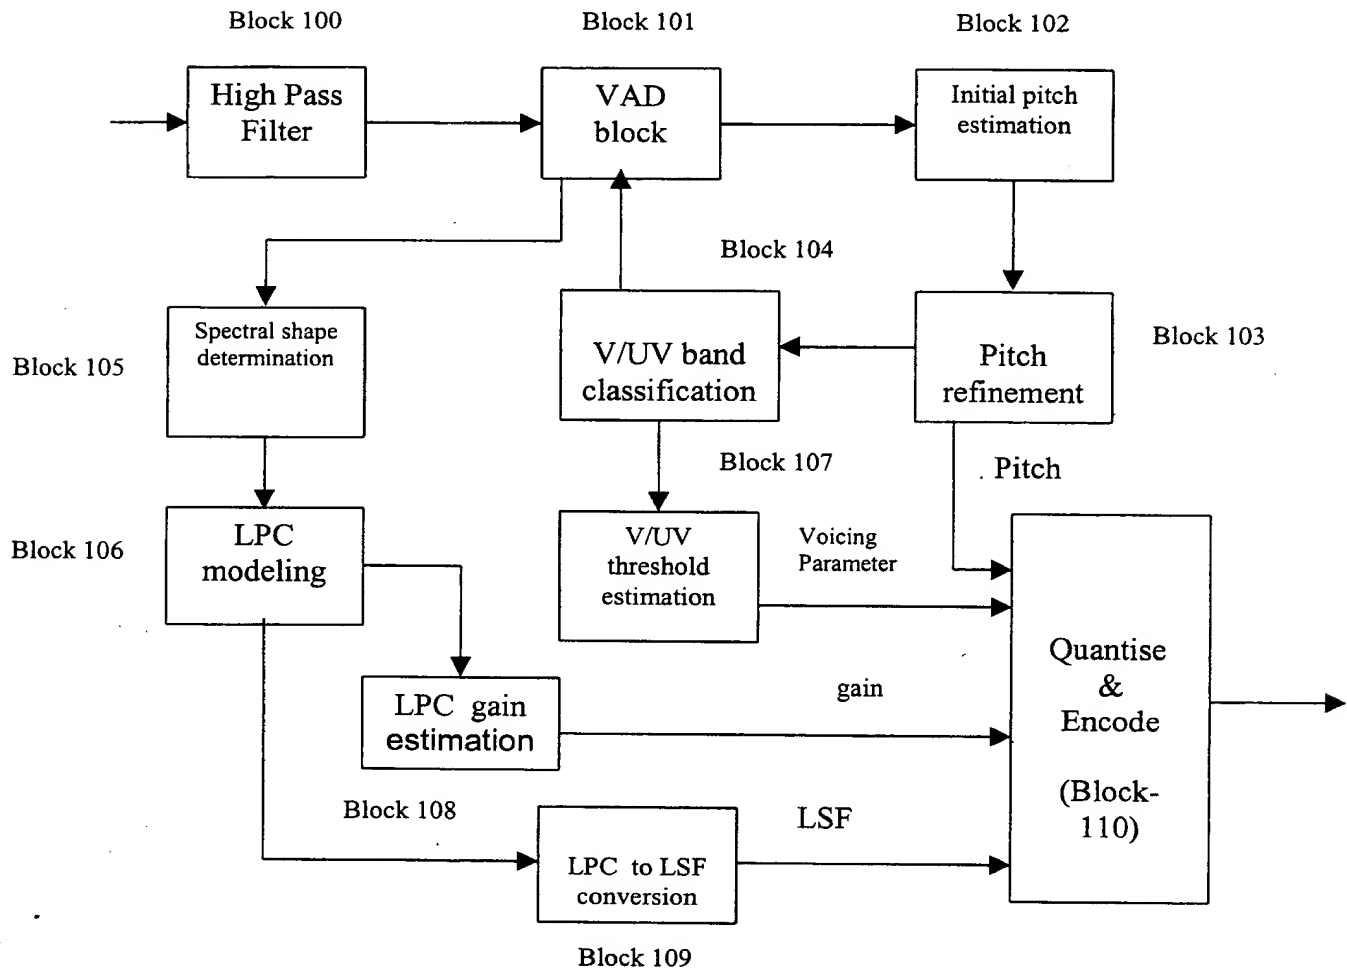 Block 100
Block 101
Block 102
High Pass
Filter
VAD
block
Initial pitch
estimation
Block 104
Spectral shape
determination
Block 105
V/UV band
classification
Pitch
refinement
Block 103
Block 107
Pitch
Block 106
LPC
modeling
V/UV
threshold
estimation
Voicing
Parameter
Quantise
&
Encode
(Block-
110)
LPC gain
estimation
gain
Block 108
LPC to LSF
conversion
LSF
Block 109